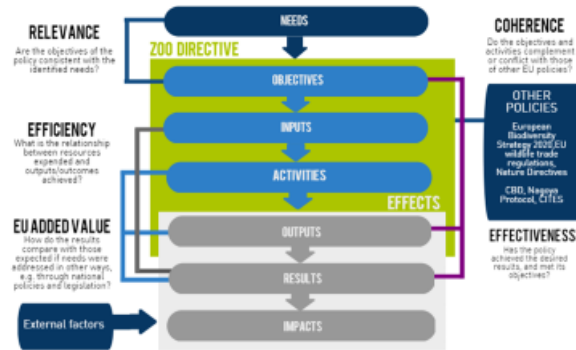 NEEDS
RELEVANCE
Are the objectives of the
policy consistent with the
identified needs?
COHERENCE
Do the objectives and
activities complement
or conflict with those
of other EU policies?
ZOO DIRECTIVE
OBJECTIVES
OTHER
POLICIES
European
Biodiversity
Strategy 2020,EU
wildlife trade
regulations,
Nature Directives
CBD, Nagoya
Protocol, CITES
EFFICIENCY
What is the relationship
between resources
expended and
outputs/outcomes
achieved?
INPUTS
ACTIVITIES
EFFECTS
EU ADDED VALUE
How do the results
compare with those
expected if needs were
addressed in other ways,
e.g. through national
policies and legislation?
OUTPUTS
RESULTS
EFFECTIVENESS
Has the policy
achieved the desired
results, and met its
objectives?
External factors
IMPACTS